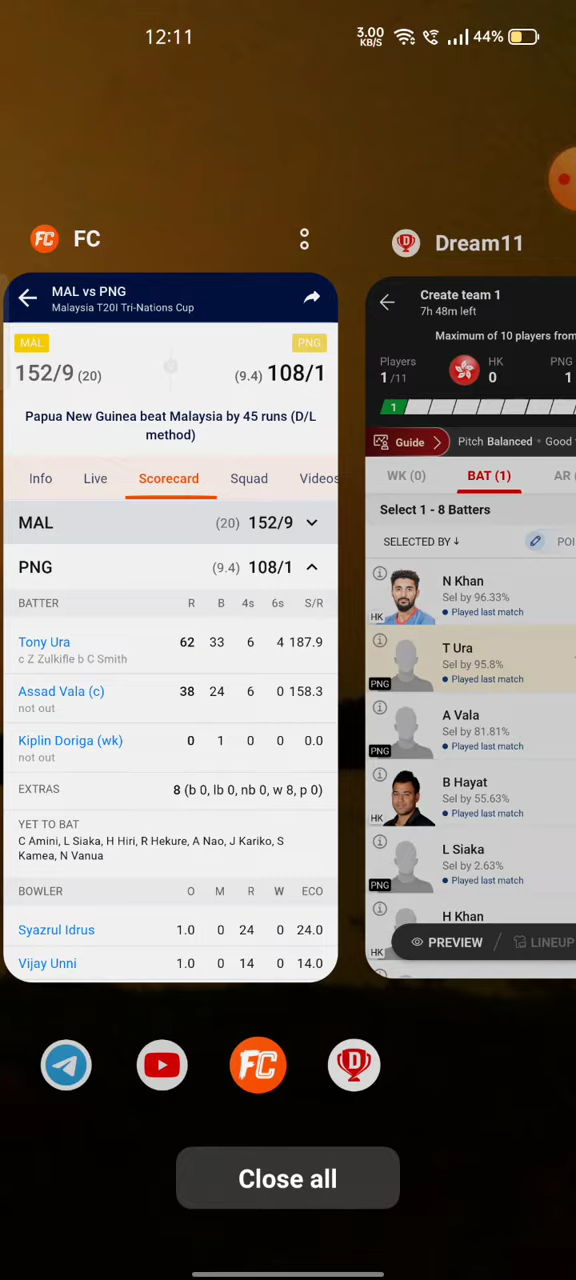 12:11
3.00 KB/S
44%
FC FC
MAL vs PNG
Malaysia T20I Tri-Nations Cup
MAL
PNG
152/9 (20)
(9.4) 108/1
Papua New Guinea beat Malaysia by 45 runs (D/L
method)
Info Live Scorecard Squad Videos
MAL (20) 152/9
PNG (9.4) 108/1
BATTER R B 4s 6s S/R
Tony Ura 62 33 6 4 187.9
c Z Zulkifle b C Smith
Assad Vala (c) 38 24 6 0 158.3
not out
Kiplin Doriga (wk) 0 1 0 0 0.0
not out
EXTRAS 8 (b 0, lb 0, nb 0, w 8, p 0)
YET TO BAT
C Amini, L Siaka, H Hiri, R Hekure, A Nao, J Kariko, S
Kamea, N Vanua
BOWLER O M R W ECO
Syazrul Idrus 1.0 0 24 0 24.0
Vijay Unni 1.0 0 14 0 14.0
D Dream11
Create team 1
7h 48m left
Maximum of 10 players from
Players HK PNG
1/11 0 1
1
Guide Pitch Balanced • Good
WK (0) BAT (1) AR (
Select 1 - 8 Batters
SELECTED BY↓ POI
N Khan
Sel by 96.33%
Played last match
HK
T Ura
Sel by 95.8%
Played last match
PNG
A Vala
Sel by 81.81%
Played last match
PNG
B Hayat
Sel by 55.63%
Played last match
HK
L Siaka
Sel by 2.63%
Played last match
PNG
H Khan
HK
PREVIEW / LINEUP
FC D
Close all